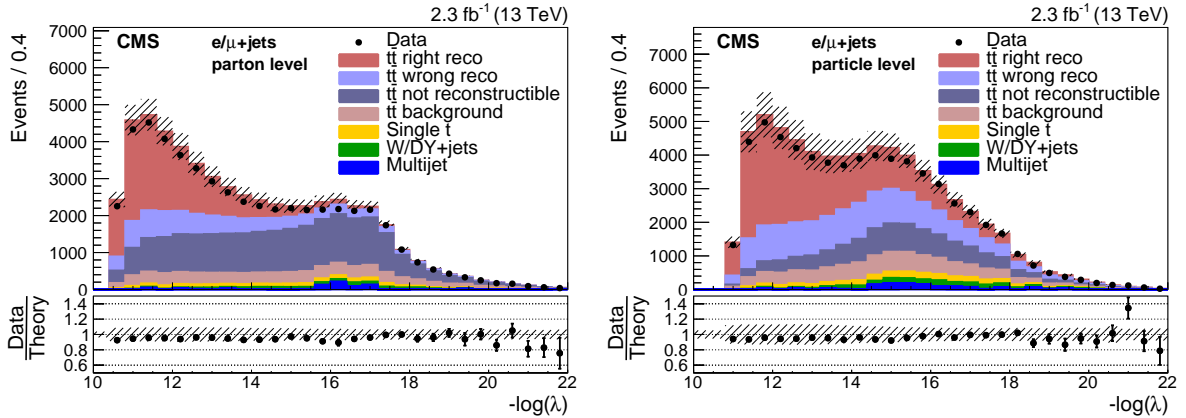 2.3 fb⁻¹ (13 TeV)
CMS
e/μ+jets
parton level
Data
tt̄ right reco
tt̄ wrong reco
tt̄ not reconstructible
tt̄ background
Single t
W/DY+jets
Multijet
Events / 0.4
7000
6000
5000
4000
3000
2000
1000
0
Data
Theory
1.4
1.2
1
0.8
0.6
10 12 14 16 18 20 22
-log(λ)
2.3 fb⁻¹ (13 TeV)
CMS
e/μ+jets
particle level
Data
tt̄ right reco
tt̄ wrong reco
tt̄ not reconstructible
tt̄ background
Single t
W/DY+jets
Multijet
Events / 0.4
7000
6000
5000
4000
3000
2000
1000
0
Data
Theory
1.4
1.2
1
0.8
0.6
10 12 14 16 18 20 22
-log(λ)